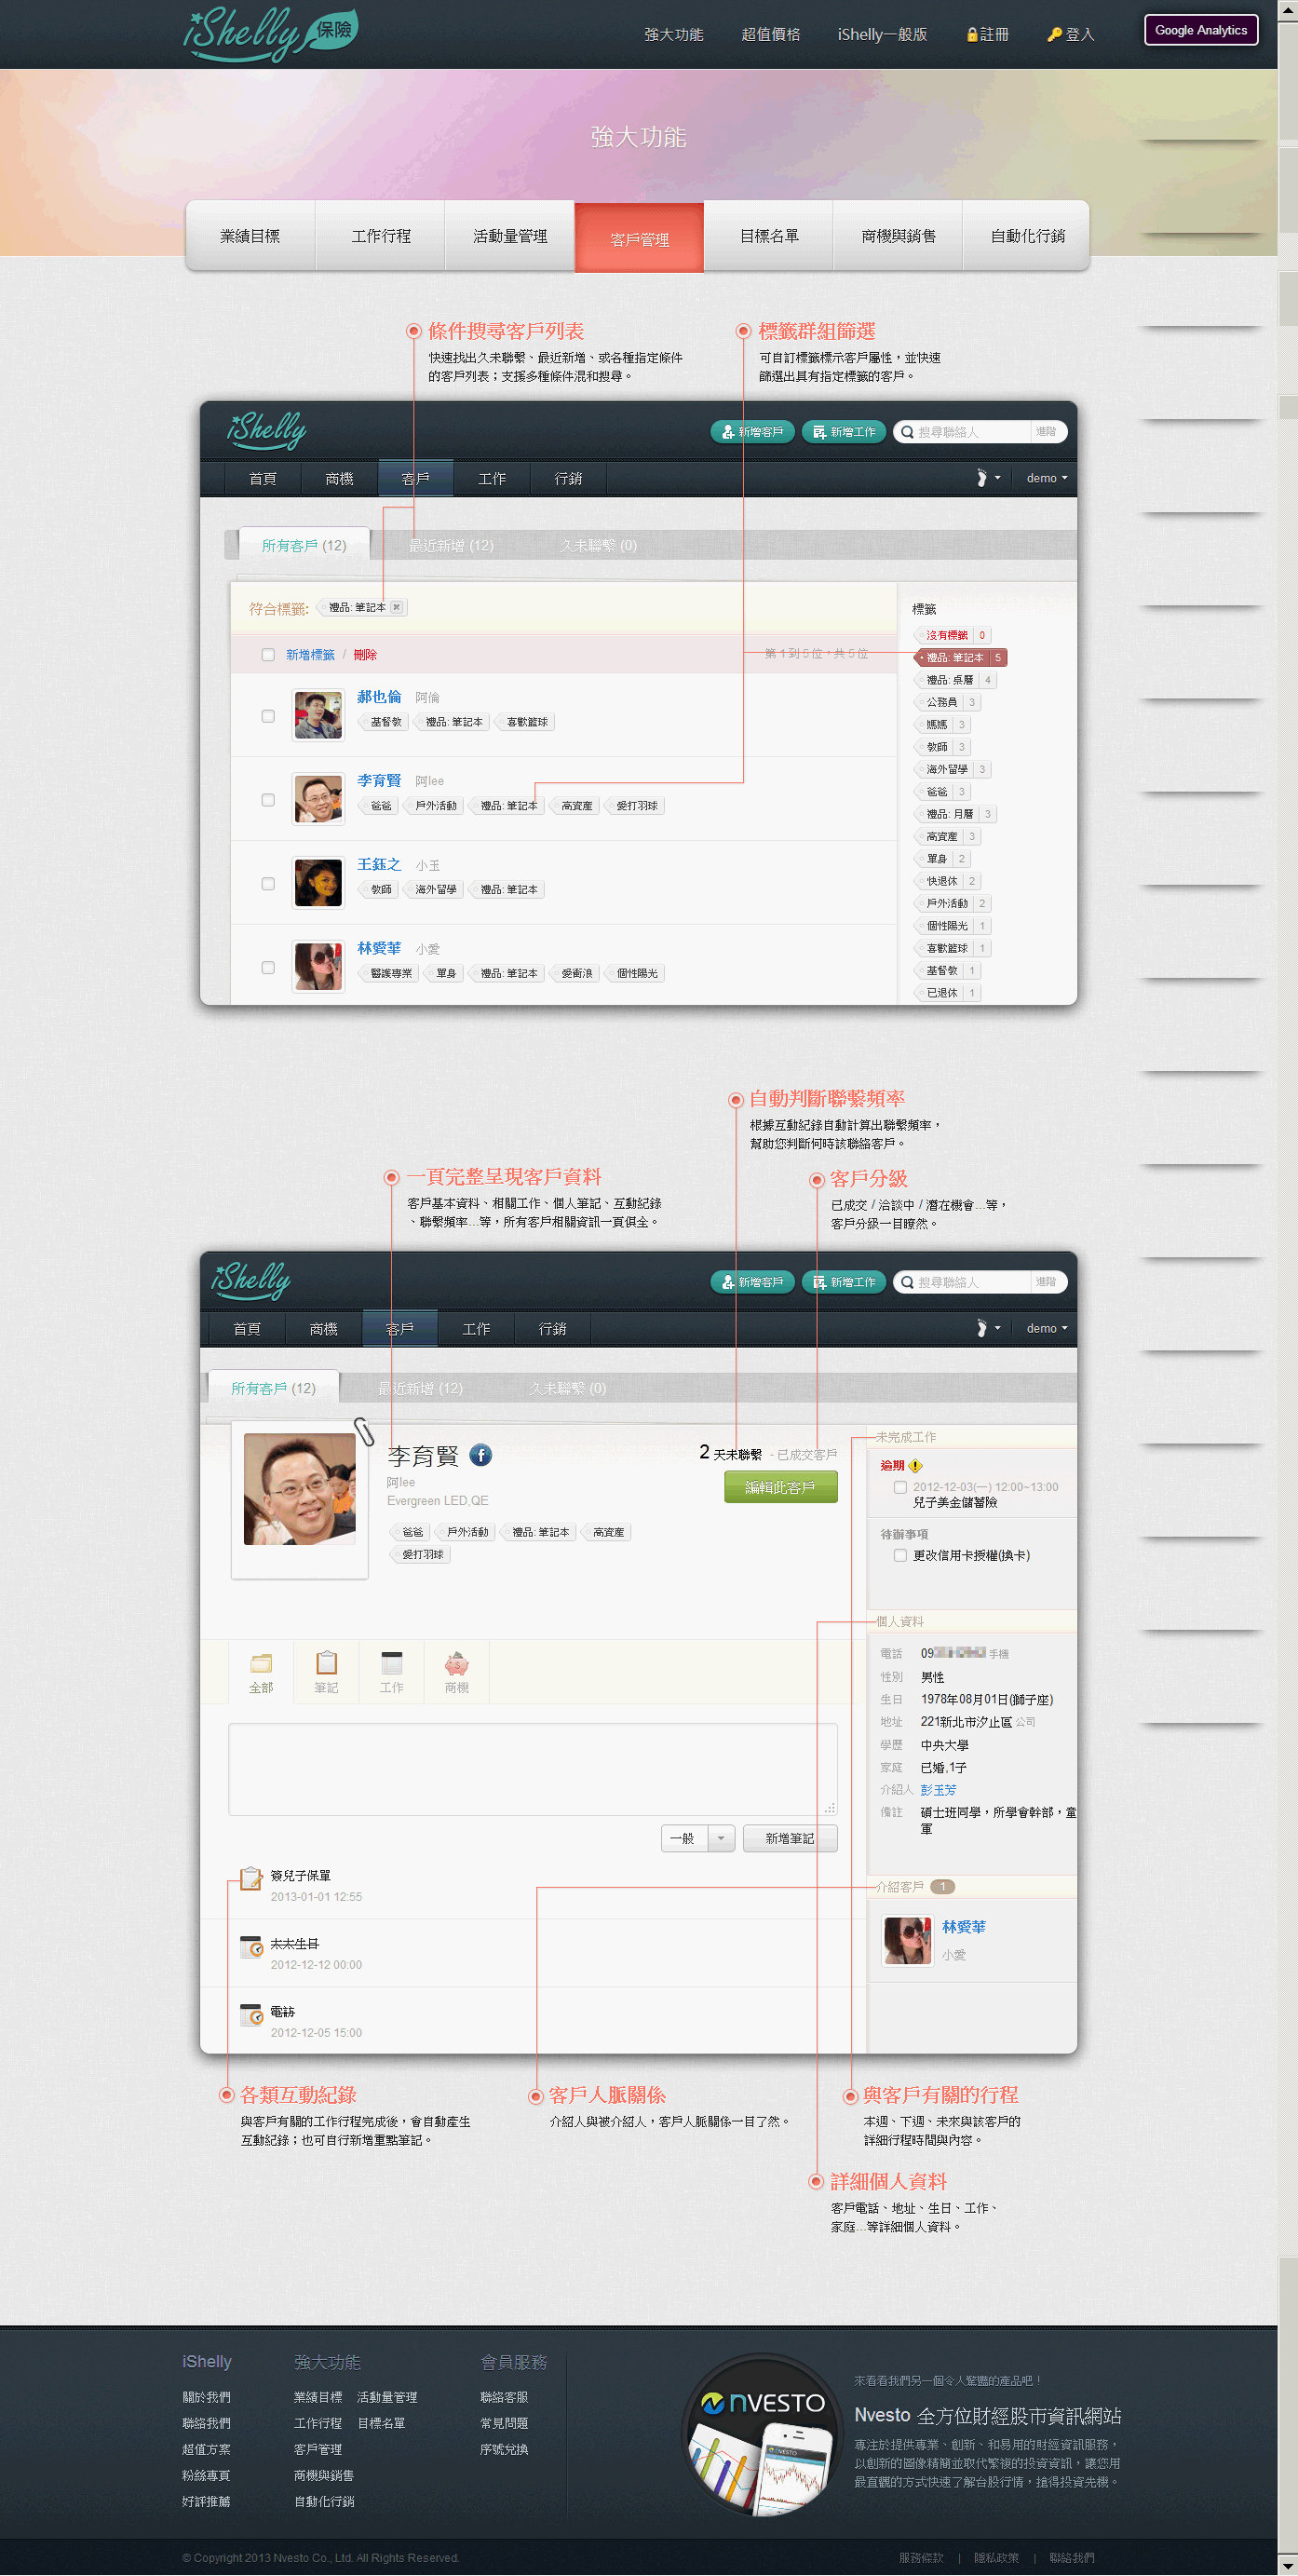 iShelly 保險
強大功能
超值價格
iShelly一般版
註冊
登入
Google Analytics
強大功能
業績目標
工作行程
活動量管理
客戶管理
目標名單
商機與銷售
自動化行銷
條件搜尋客戶列表
快速找出久未聯繫、最近新增、或各種指定條件
的客戶列表；支援多種條件混和搜尋。
標籤群組篩選
可自訂標籤標示客戶屬性，並快速
篩選出具有指定標籤的客戶。
iShelly
新增客戶
新增工作
搜尋聯絡人
進階
首頁
商機
客戶
工作
行銷
demo
所有客戶 (12)
最近新增 (12)
久未聯繫 (0)
符合標籤:
禮品: 筆記本
新增標籤 / 刪除
第 1 到 5 位，共 5 位
郝也倫 阿倫
基督教 禮品: 筆記本 喜歡籃球
李育賢 阿lee
爸爸 戶外活動 禮品: 筆記本 高資產 愛打羽球
王鈺之 小玉
教師 海外留學 禮品: 筆記本
林愛華 小愛
醫護專業 單身 禮品: 筆記本 愛衝浪 個性陽光
標籤
沒有標籤 0
禮品: 筆記本 5
禮品: 桌曆 4
公務員 3
媽媽 3
教師 3
海外留學 3
爸爸 3
禮品: 月曆 3
高資產 3
單身 2
快退休 2
戶外活動 2
個性陽光 1
喜歡籃球 1
基督教 1
已退休 1
自動判斷聯繫頻率
根據互動紀錄自動計算出聯繫頻率，
幫助您判斷何時該聯絡客戶。
一頁完整呈現客戶資料
客戶基本資料、相關工作、個人筆記、互動紀錄
、聯繫頻率...等，所有客戶相關資訊一頁俱全。
客戶分級
已成交 / 洽談中 / 潛在機會...等，
客戶分級一目瞭然。
iShelly
新增客戶
新增工作
搜尋聯絡人
進階
首頁
商機
客戶
工作
行銷
demo
所有客戶 (12)
最近新增 (12)
久未聯繫 (0)
李育賢
阿lee
Evergreen LED,QE
爸爸 戶外活動 禮品: 筆記本 高資產
愛打羽球
2 天未聯繫 - 已成交客戶
編輯此客戶
未完成工作
逾期
2012-12-03(一) 12:00~13:00
兒子美金儲蓄險
待辦事項
更改信用卡授權(換卡)
個人資料
電話 09 手機
性別 男性
生日 1978年08月01日(獅子座)
地址 221新北市汐止區 公司
學歷 中央大學
家庭 已婚,1子
介紹人 彭玉芳
備註 碩士班同學，所學會幹部，童
軍
全部
筆記
工作
商機
一般
新增筆記
簽兒子保單
2013-01-01 12:55
太太生日
2012-12-12 00:00
電訪
2012-12-05 15:00
介紹客戶 1
林愛華
小愛
各類互動紀錄
與客戶有關的工作行程完成後，會自動產生
互動紀錄；也可自行新增重點筆記。
客戶人脈關係
介紹人與被介紹人，客戶人脈關係一目了然。
與客戶有關的行程
本週、下週、未來與該客戶的
詳細行程時間與內容。
詳細個人資料
客戶電話、地址、生日、工作、
家庭...等詳細個人資料。
iShelly
關於我們
聯絡我們
超值方案
粉絲專頁
好評推薦
強大功能
業績目標 活動量管理
工作行程 目標名單
客戶管理
商機與銷售
自動化行銷
會員服務
聯絡客服
常見問題
序號兌換
NVESTO
來看看我們另一個令人驚豔的產品吧！
Nvesto 全方位財經股市資訊網站
專注於提供專業、創新、和易用的財經資訊服務，
以創新的圖像精簡並取代繁複的投資資訊，讓您用
最直觀的方式快速了解台股行情，搶得投資先機。
© Copyright 2013 Nvesto Co., Ltd. All Rights Reserved.
服務條款 | 隱私政策 | 聯絡我們